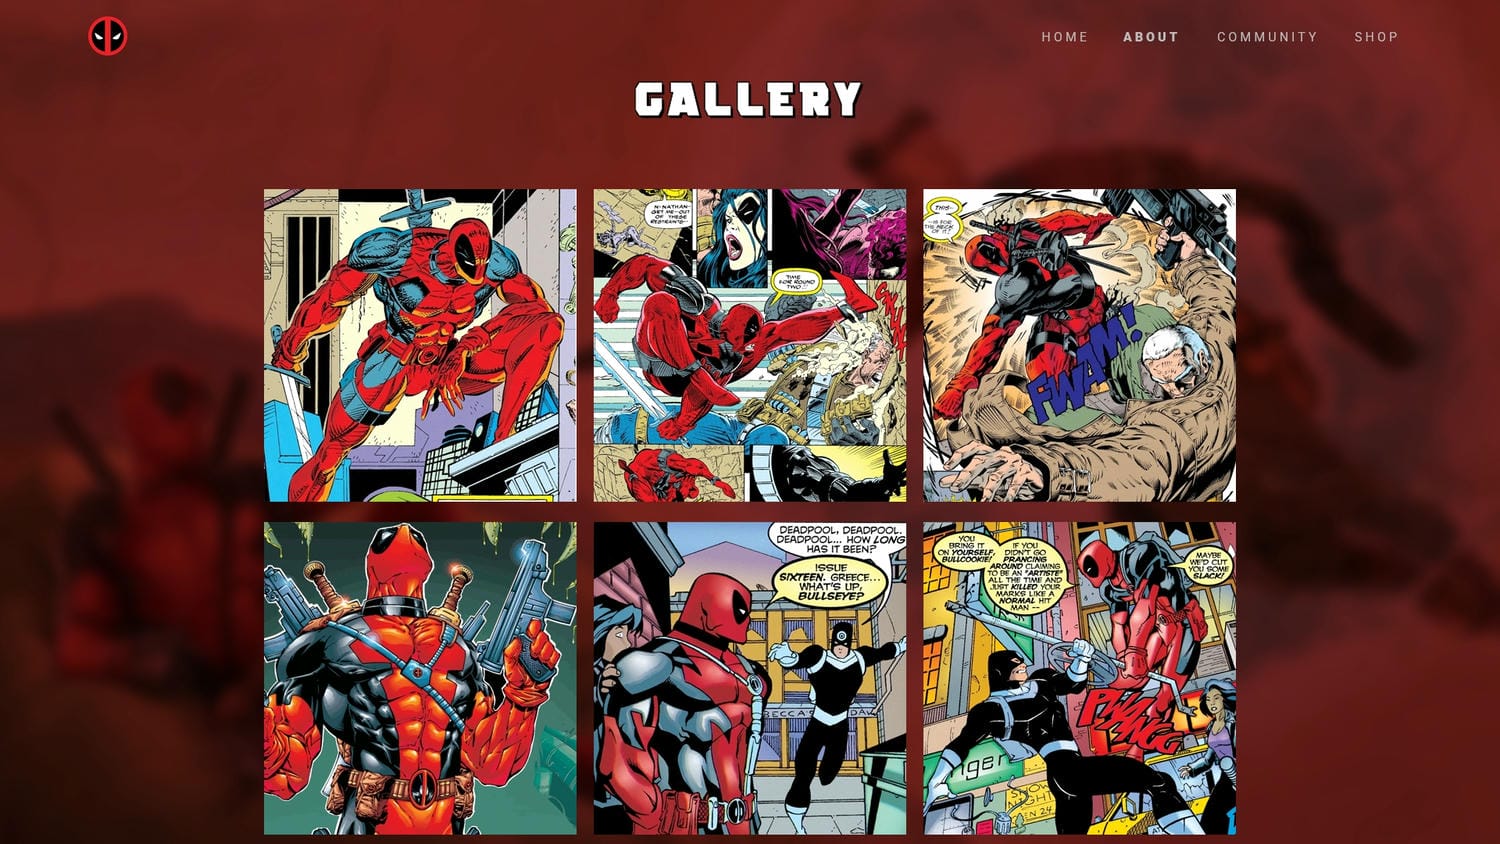 HOME ABOUT COMMUNITY SHOP
GALLERY
N-NATHAN--
GET ME--OUT
OF THESE
RESTRAINTS--
TIME
FOR ROUND
TWO!!
THIS--
--IS FOR
THE HECK
OF IT!
FWAM!
DEADPOOL, DEADPOOL.
DEADPOOL... HOW LONG
HAS IT BEEN?
ISSUE
SIXTEEN. GREECE...
WHAT'S UP,
BULLSEYE?
YOU
BRING IT
ON YOURSELF,
BULLCOOKIE!
IF YOU
DIDN'T GO
PRANCING
AROUND CLAIMING
TO BE AN "ARTISTE"
ALL THE TIME AND
JUST KILLED YOUR
MARKS LIKE A
NORMAL HIT
MAN --
MAYBE
WE'D CUT
YOU SOME
SLACK!